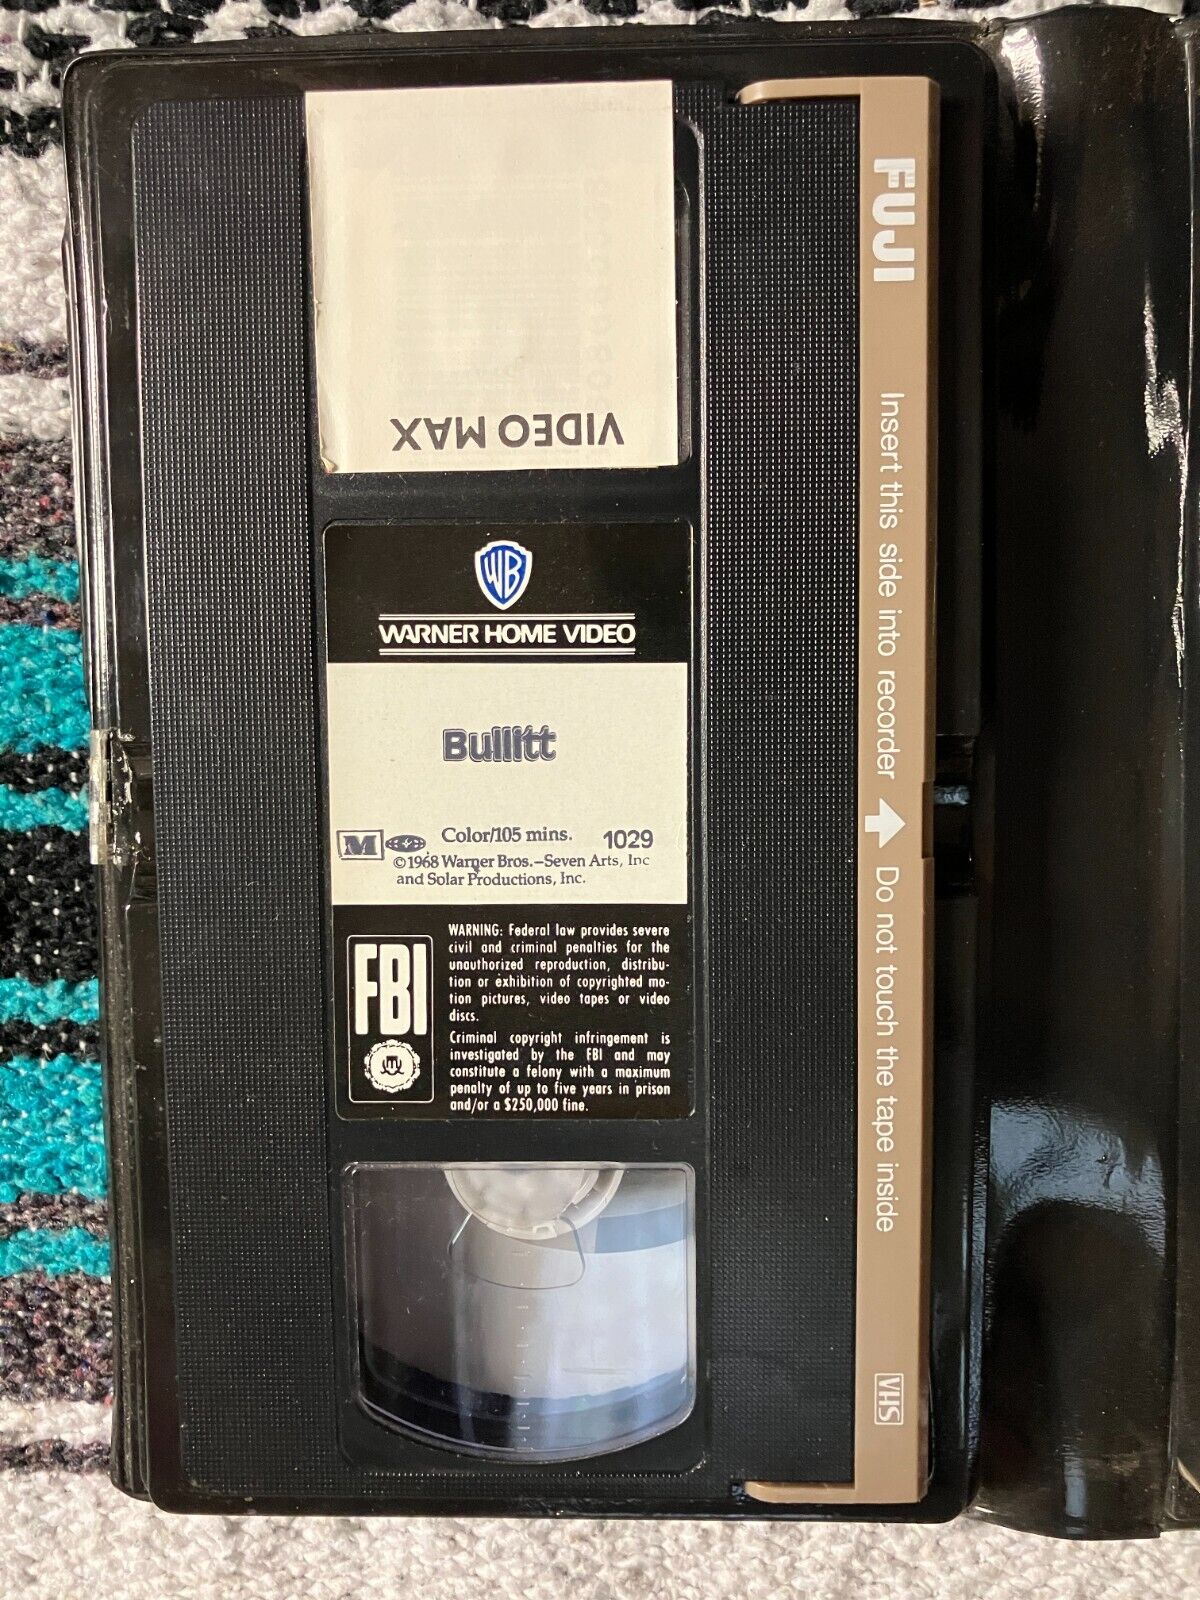 VIDEO MAX
WB
WARNER HOME VIDEO
Bullitt
M
Color/105 mins. 1029
©1968 Warner Bros.–Seven Arts, Inc
and Solar Productions, Inc.
FBI
WARNING: Federal law provides severe
civil and criminal penalties for the
unauthorized reproduction, distribu-
tion or exhibition of copyrighted mo-
tion pictures, video tapes or video
discs.
Criminal copyright infringement is
investigated by the FBI and may
constitute a felony with a maximum
penalty of up to five years in prison
and/or a $250,000 fine.
FUJI
Insert this side into recorder Do not touch the tape inside
VHS